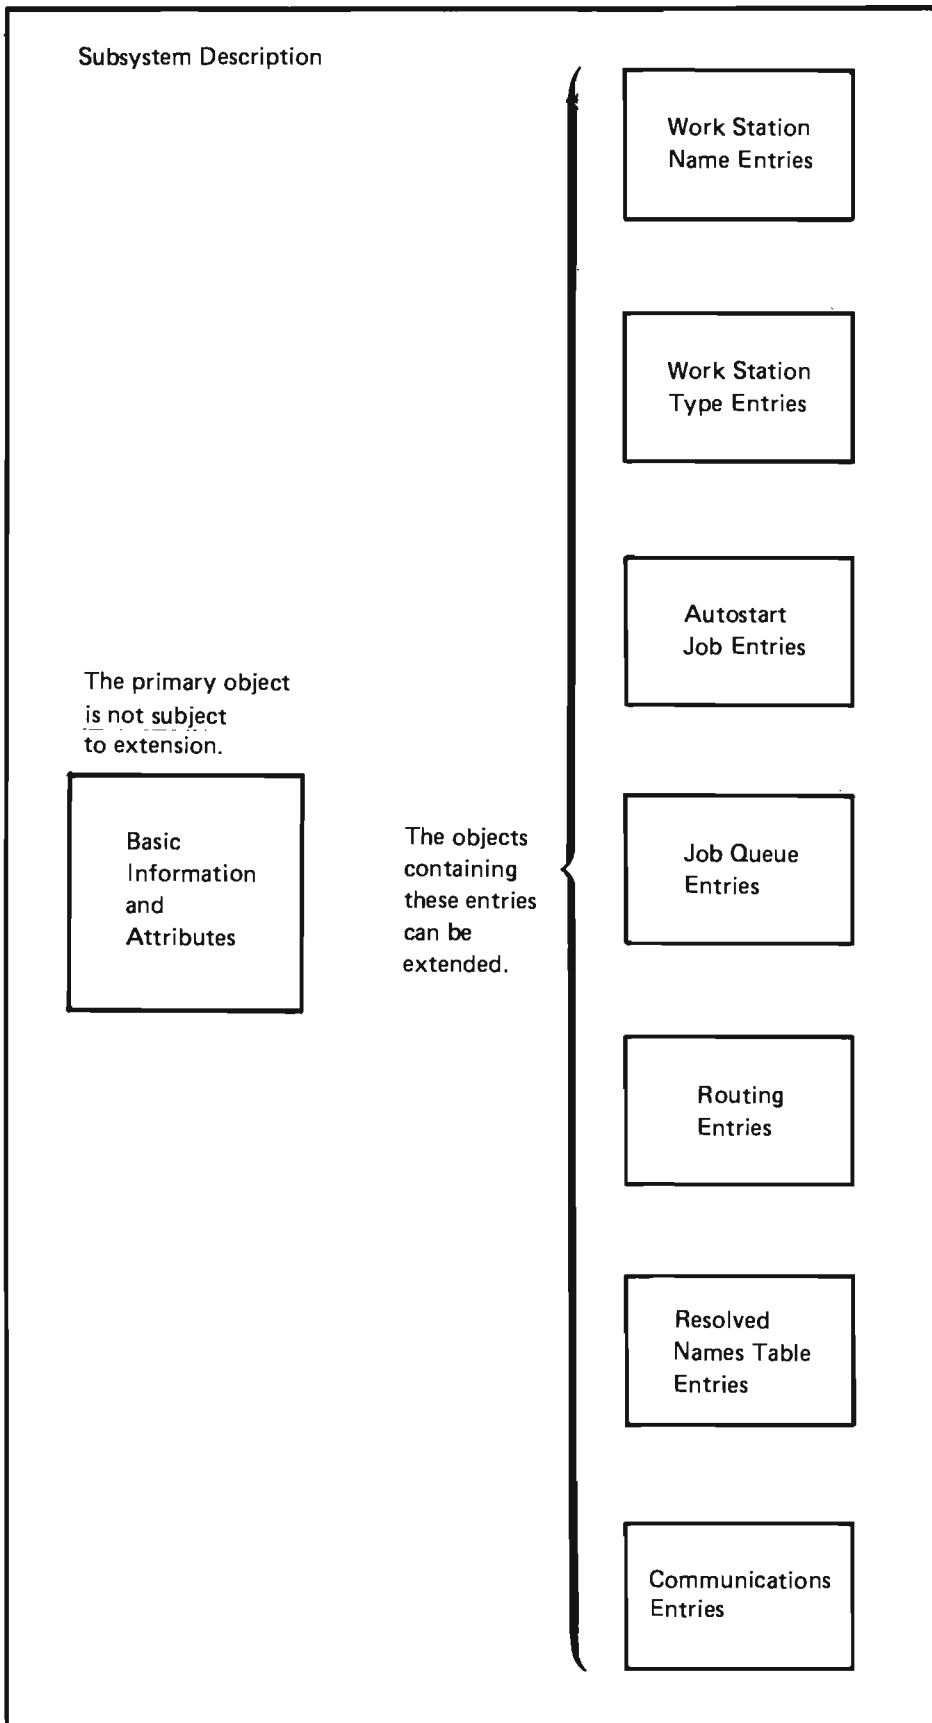 Subsystem Description
Work Station
Name Entries
Work Station
Type Entries
Autostart
Job Entries
The primary object
is not subject
to extension.
Basic
Information
and
Attributes
The objects
containing
these entries
can be
extended.
Job Queue
Entries
Routing
Entries
Resolved
Names Table
Entries
Communications
Entries